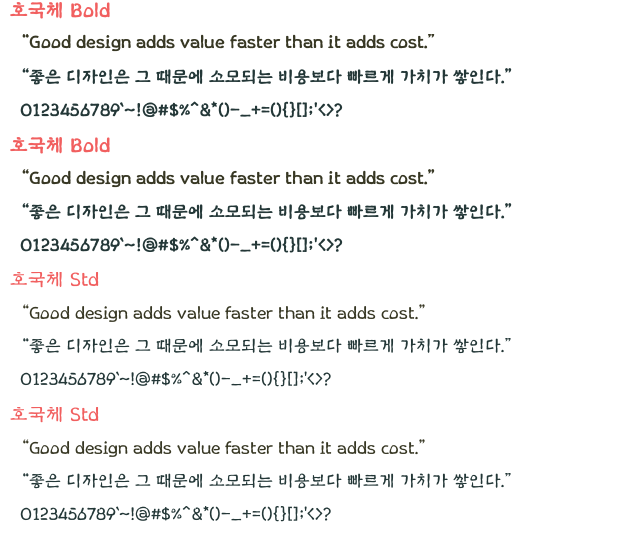 호국체 Bold
“Good design adds value faster than it adds cost.”
“좋은 디자인은 그 때문에 소모되는 비용보다 빠르게 가치가 쌓인다.”
0123456789`~!@#$%^&*()-_+=(){}[];'<>?
호국체 Bold
“Good design adds value faster than it adds cost.”
“좋은 디자인은 그 때문에 소모되는 비용보다 빠르게 가치가 쌓인다.”
0123456789`~!@#$%^&*()-_+=(){}[];'<>?
호국체 Std
“Good design adds value faster than it adds cost.”
“좋은 디자인은 그 때문에 소모되는 비용보다 빠르게 가치가 쌓인다.”
0123456789`~!@#$%^&*()-_+=(){}[];'<>?
호국체 Std
“Good design adds value faster than it adds cost.”
“좋은 디자인은 그 때문에 소모되는 비용보다 빠르게 가치가 쌓인다.”
0123456789`~!@#$%^&*()-_+=(){}[];'<>?